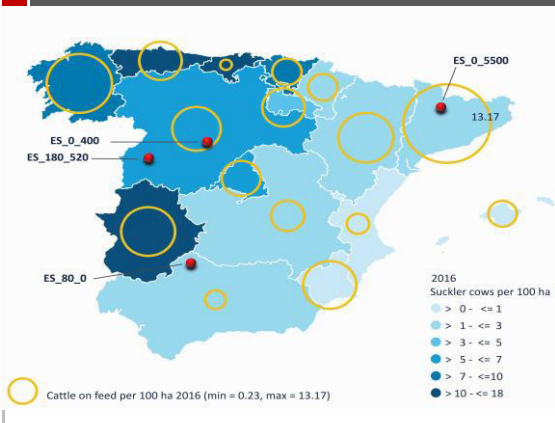 ES_0_5500
13.17
ES_0_400
ES_180_520
ES_80_0
2016
Suckler cows per 100 ha
> 0 - <= 1
> 1 - <= 3
> 3 - <= 5
> 5 - <= 7
> 7 - <=10
> 10 - <= 18
Cattle on feed per 100 ha 2016 (min = 0.23, max = 13.17)